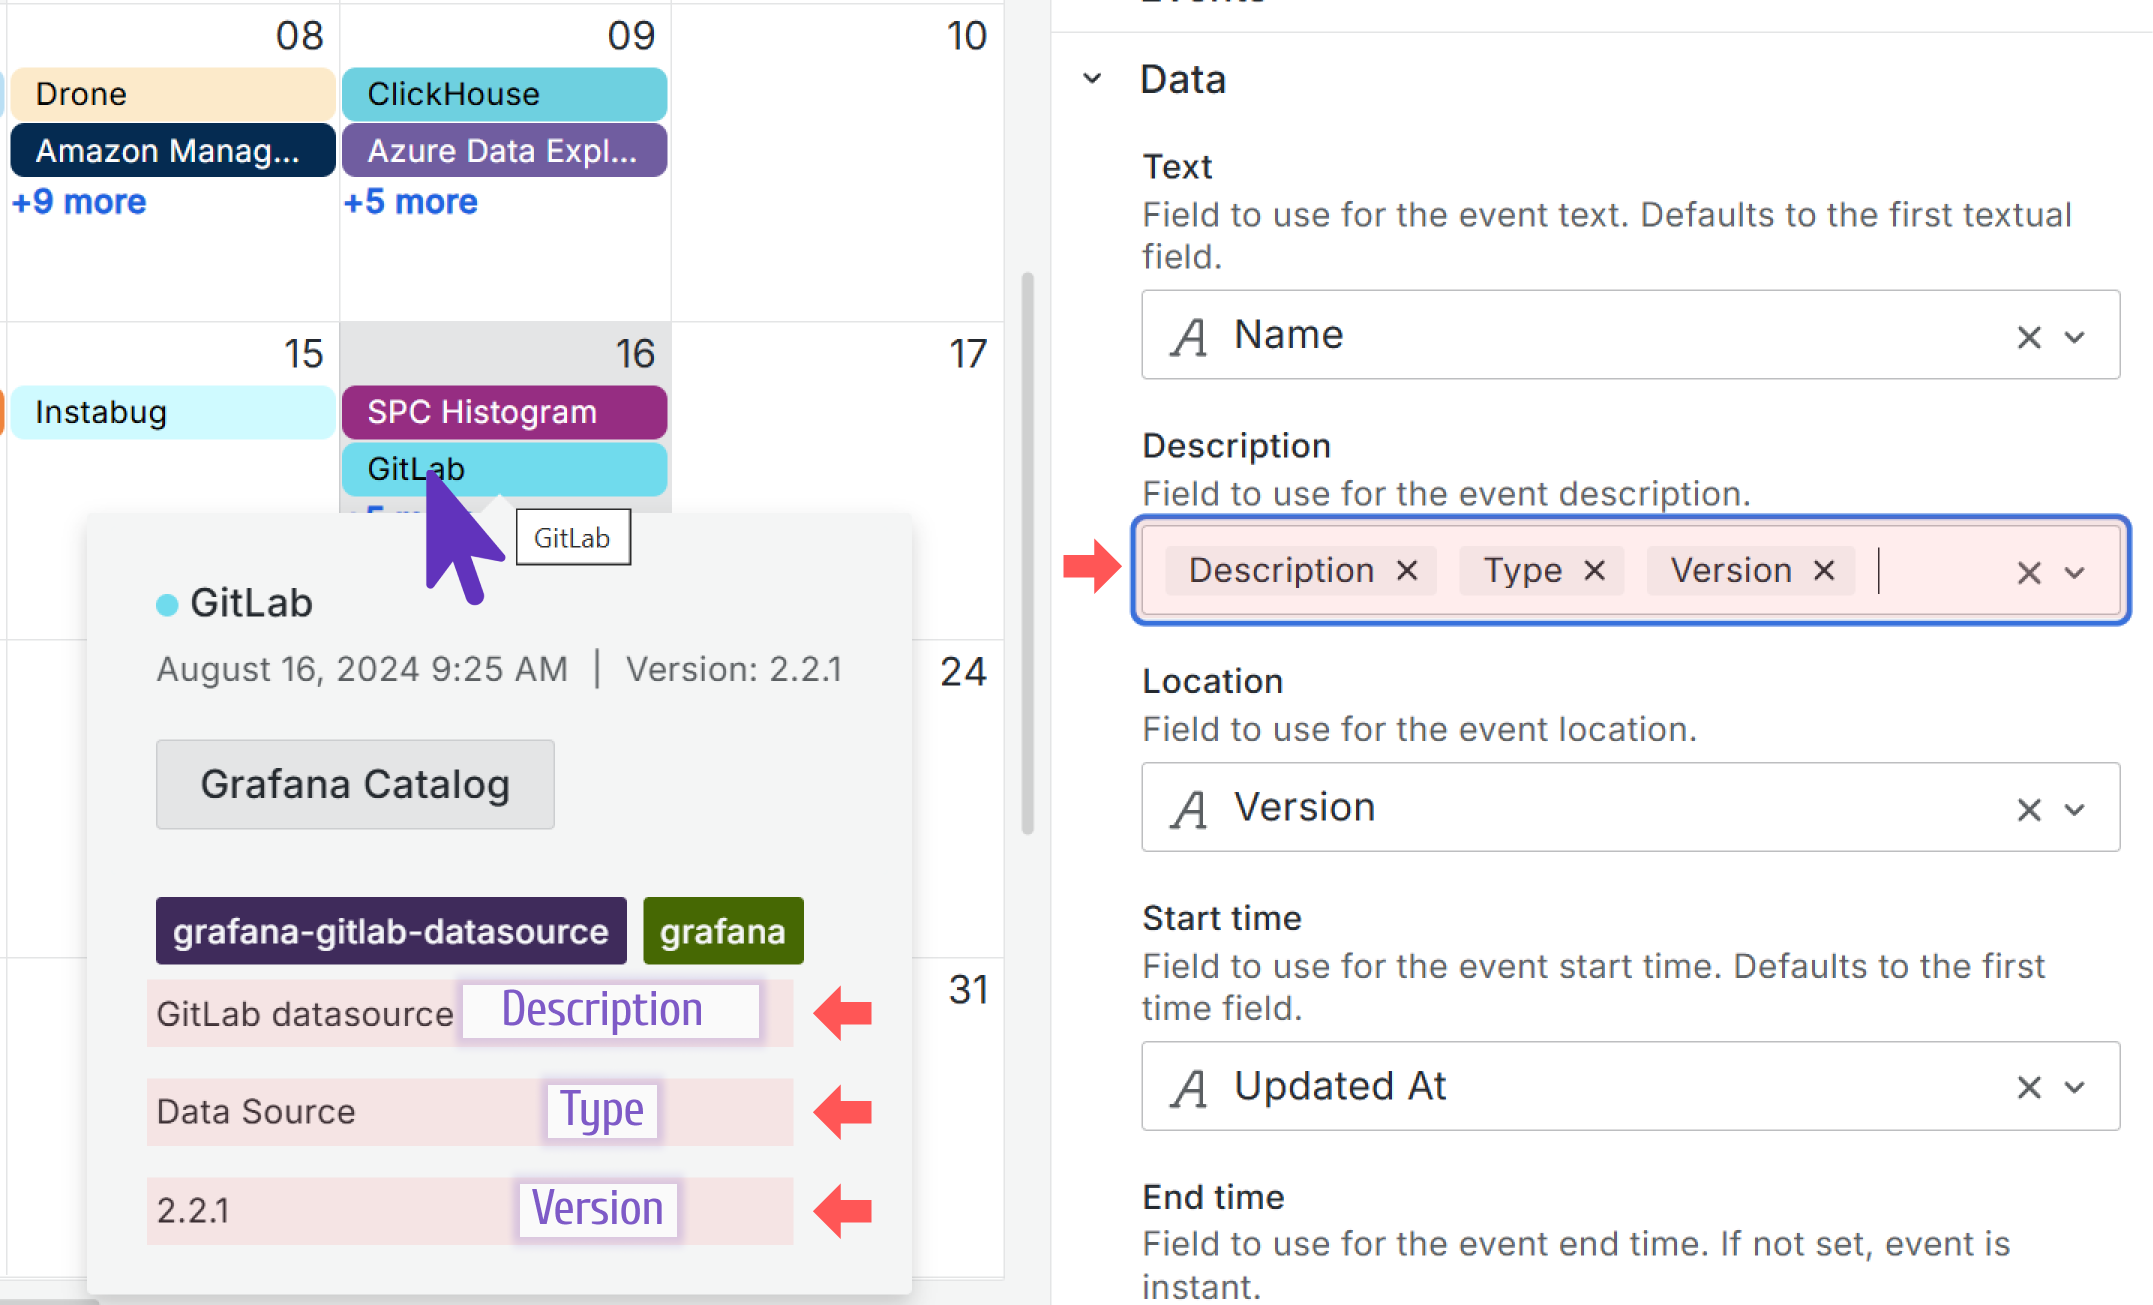 08
09
10
Drone
ClickHouse
Amazon Manag...
Azure Data Expl...
+9 more
+5 more
15
16
17
Instabug
SPC Histogram
GitLab
GitLab
GitLab
August 16, 2024 9:25 AM | Version: 2.2.1
24
Grafana Catalog
grafana-gitlab-datasource
grafana
31
GitLab datasource
Description
Data Source
Type
2.2.1
Version
Data
Text
Field to use for the event text. Defaults to the first textual
field.
A Name
Description
Field to use for the event description.
Description
Type
Version
Location
Field to use for the event location.
A Version
Start time
Field to use for the event start time. Defaults to the first
time field.
A Updated At
End time
Field to use for the event end time. If not set, event is
instant.